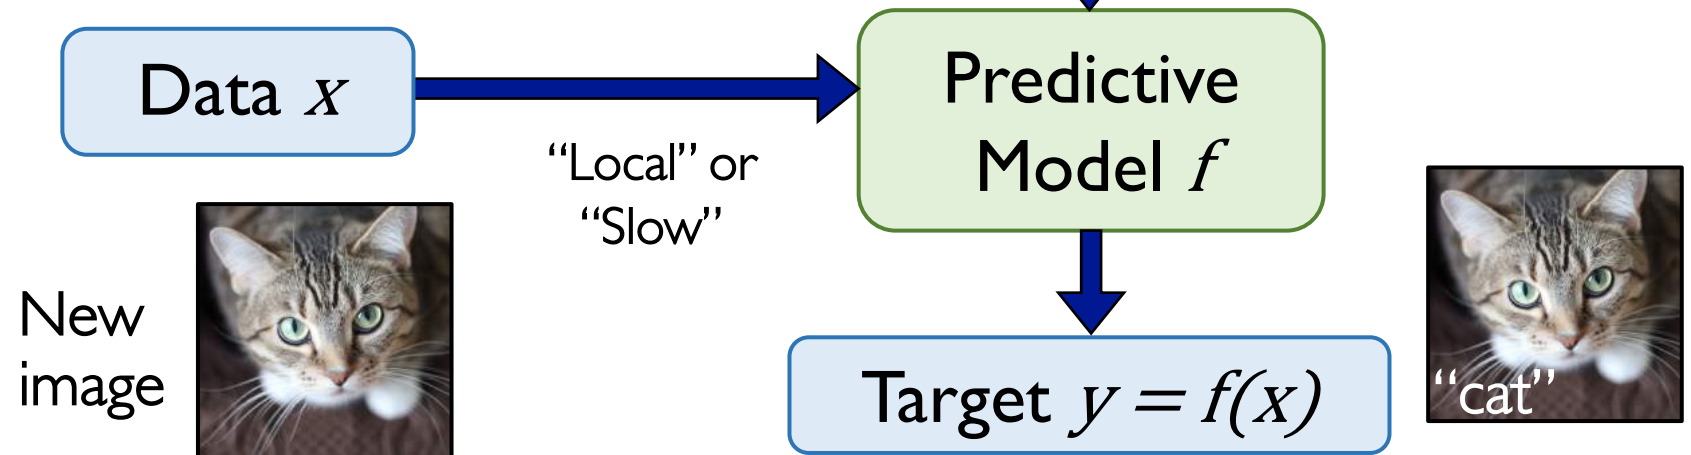 Data x
Predictive
Model f
“Local” or
“Slow”
New
image
Target y = f(x)
“cat”